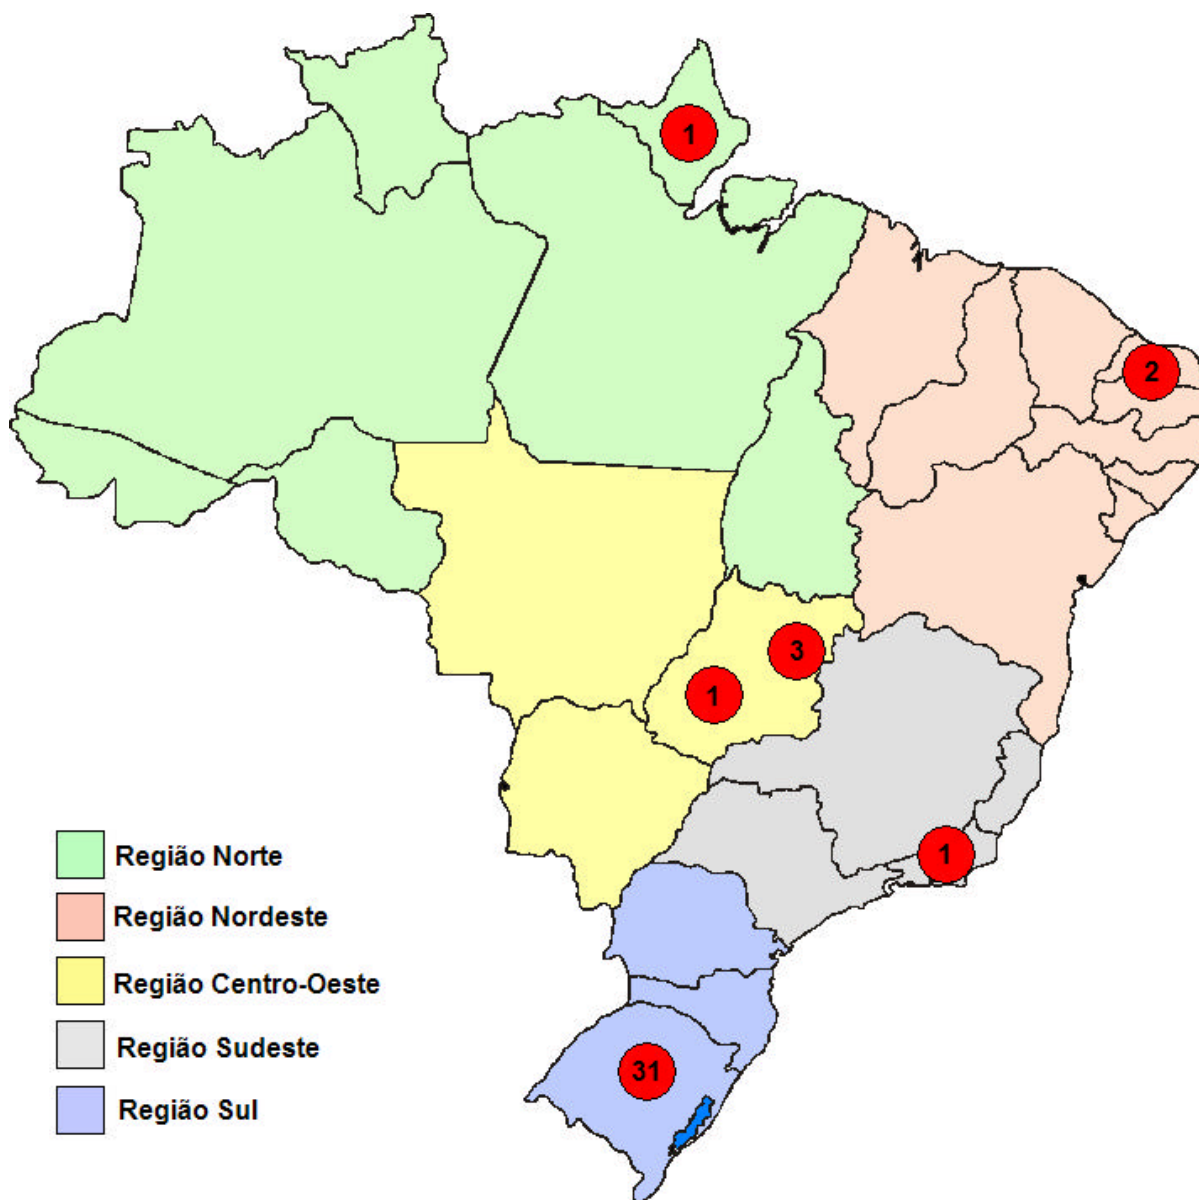 1
2
3
1
1
31
Região Norte
Região Nordeste
Região Centro-Oeste
Região Sudeste
Região Sul